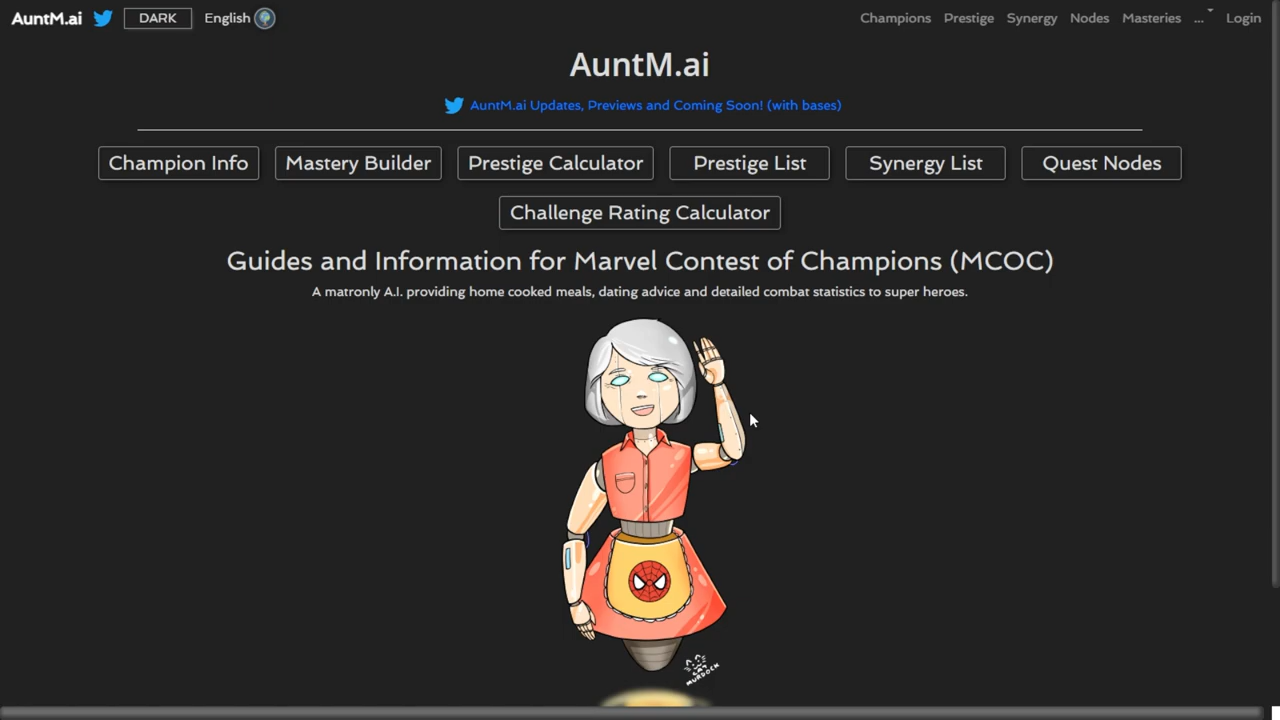 AuntM.ai DARK English Champions Prestige Synergy Nodes Masteries ... Login
AuntM.ai
AuntM.ai Updates, Previews and Coming Soon! (with bases)
Champion Info Mastery Builder Prestige Calculator Prestige List Synergy List Quest Nodes
Challenge Rating Calculator
Guides and Information for Marvel Contest of Champions (MCOC)
A matronly A.I. providing home cooked meals, dating advice and detailed combat statistics to super heroes.
MURDOCK